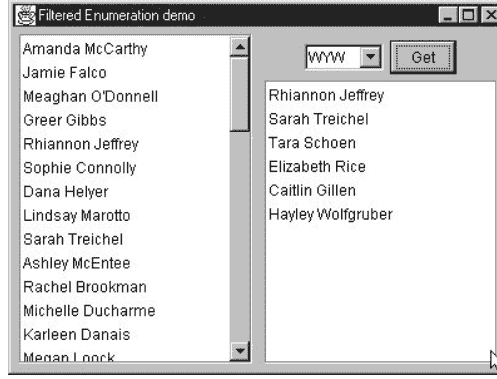 Filtered Enumeration demo
Amanda McCarthy
Jamie Falco
Meaghan O'Donnell
Greer Gibbs
Rhiannon Jeffrey
Sophie Connolly
Dana Helyer
Lindsay Marotto
Sarah Treichel
Ashley McEntee
Rachel Brookman
Michelle Ducharme
Karleen Danais
Megan Loock
WYW
Get
Rhiannon Jeffrey
Sarah Treichel
Tara Schoen
Elizabeth Rice
Caitlin Gillen
Hayley Wolfgruber